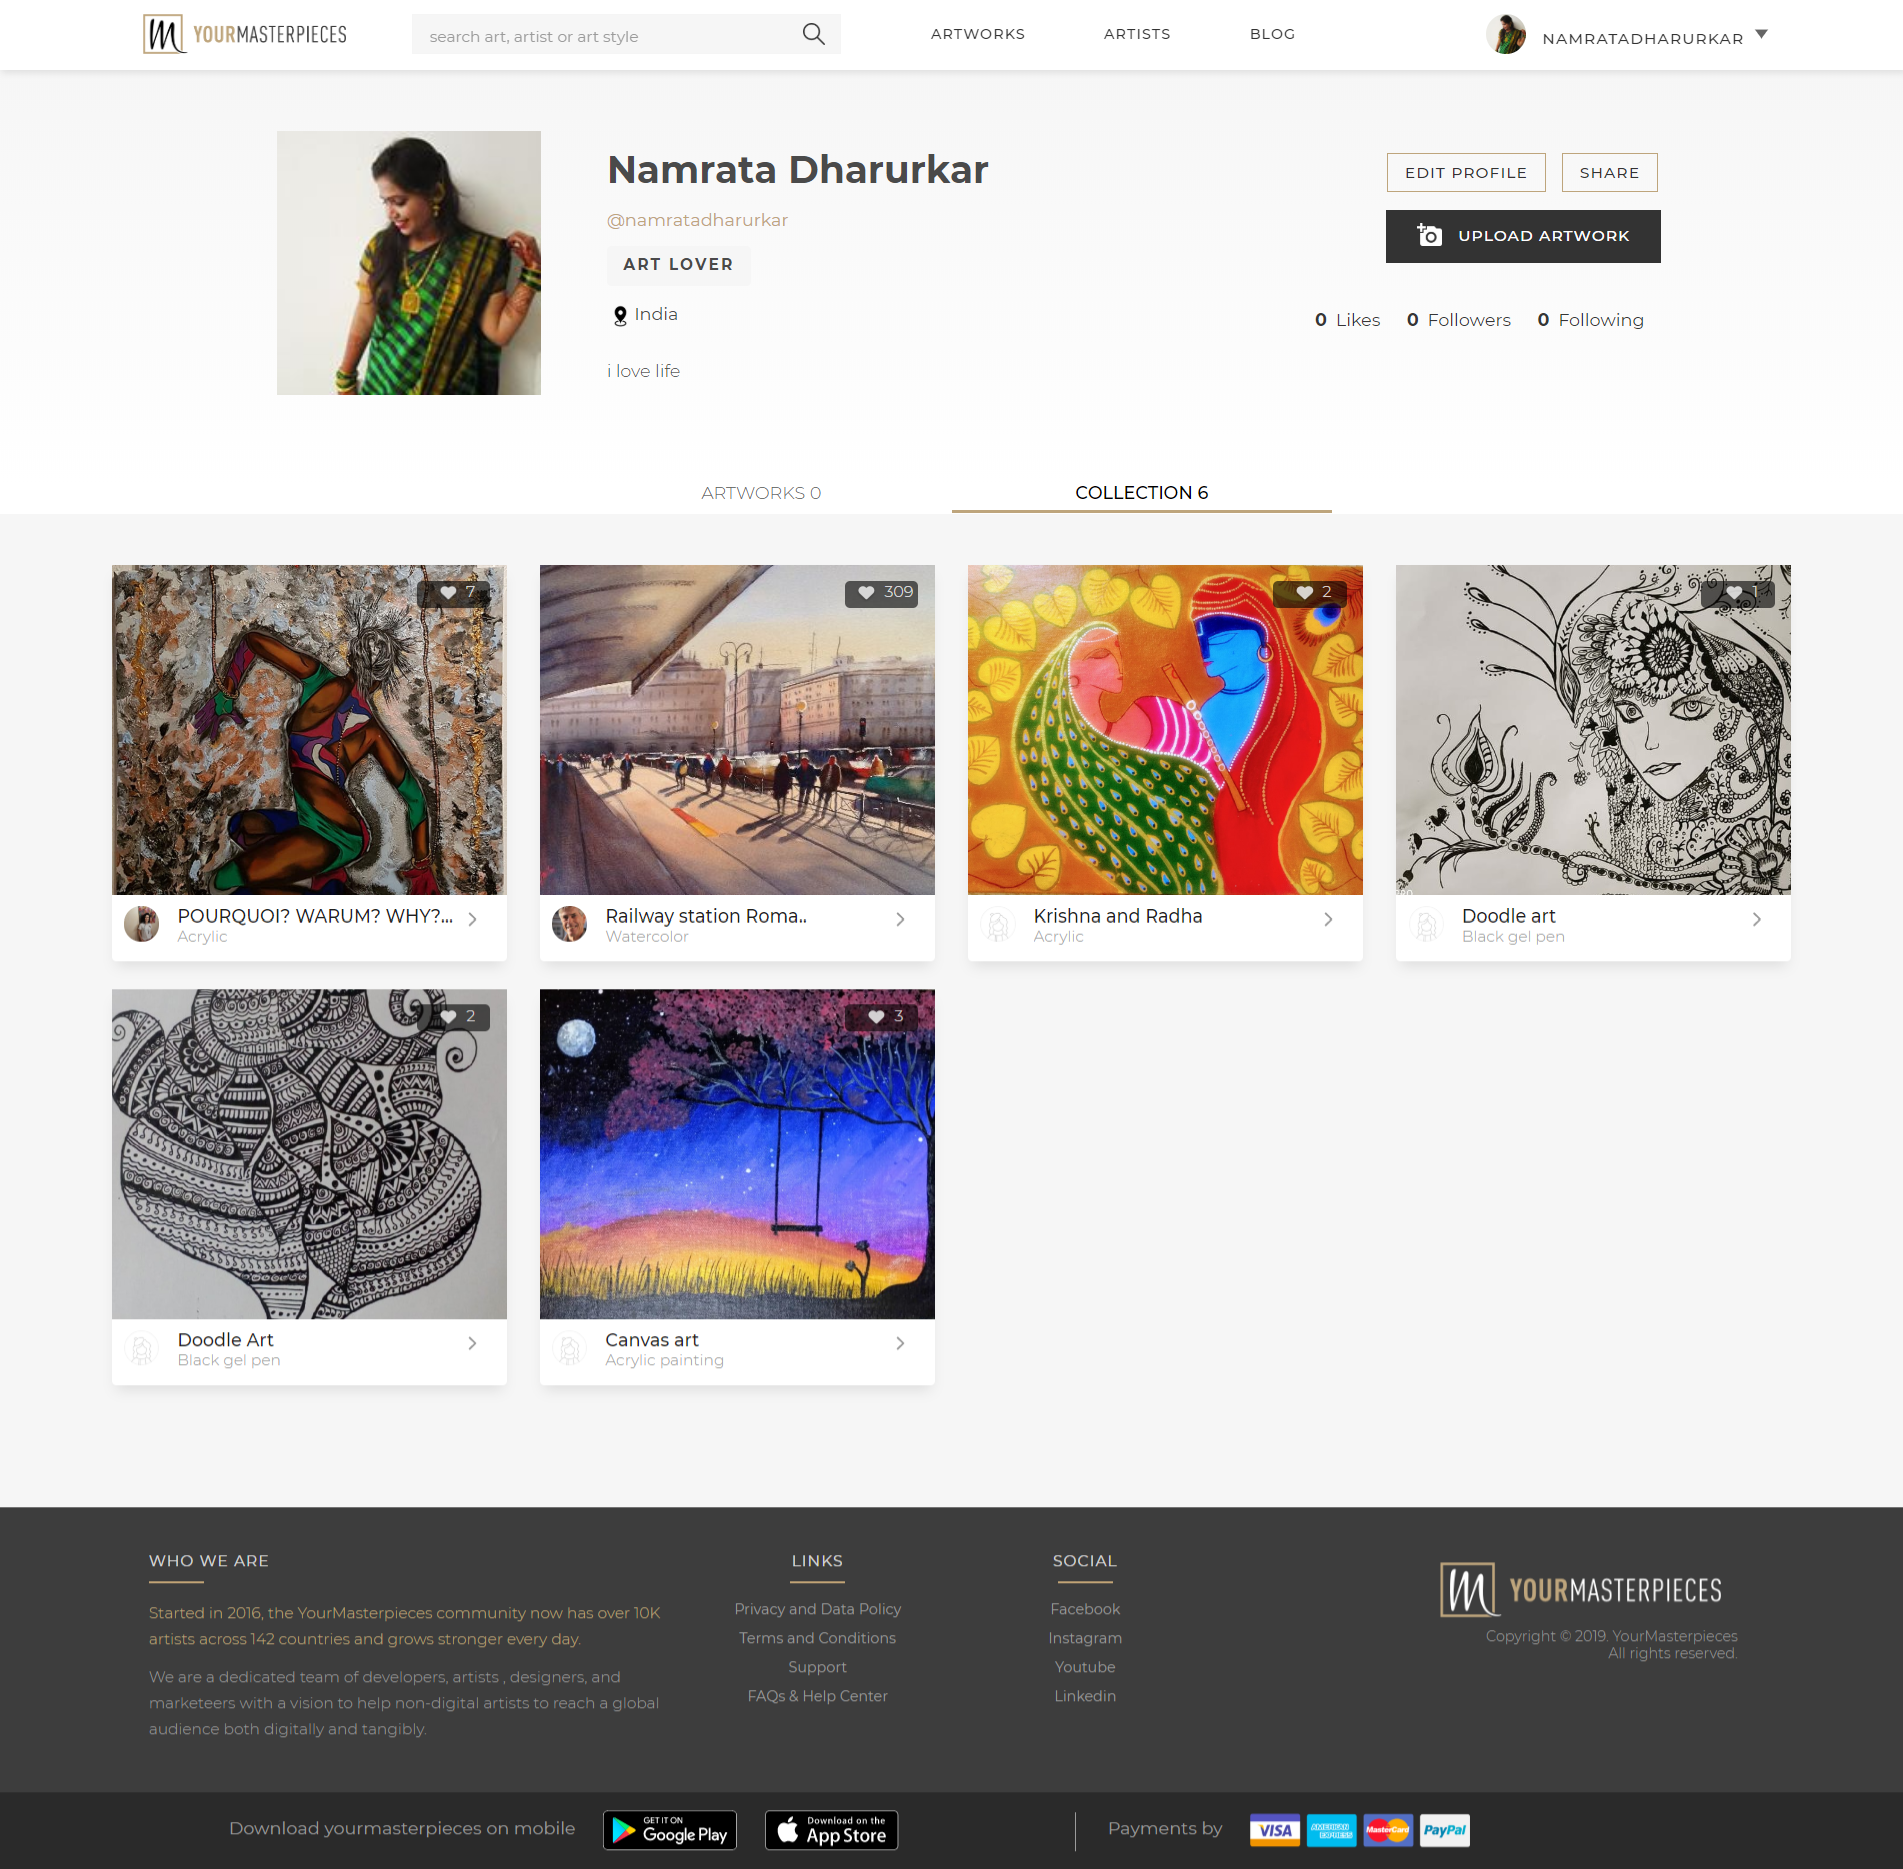 YOURMASTERPIECES
search art, artist or art style
ARTWORKS
ARTISTS
BLOG
NAMRATADHARURKAR
Namrata Dharurkar
@namratadharurkar
ART LOVER
India
i love life
EDIT PROFILE
SHARE
UPLOAD ARTWORK
0 Likes
0 Followers
0 Following
ARTWORKS 0
COLLECTION 6
7
309
2
1
POURQUOI? WARUM? WHY?...
Acrylic
Railway station Roma..
Watercolor
Krishna and Radha
Acrylic
Doodle art
Black gel pen
2
3
Doodle Art
Black gel pen
Canvas art
Acrylic painting
WHO WE ARE
Started in 2016, the YourMasterpieces community now has over 10K
artists across 142 countries and grows stronger every day.
We are a dedicated team of developers, artists , designers, and
marketeers with a vision to help non-digital artists to reach a global
audience both digitally and tangibly.
LINKS
Privacy and Data Policy
Terms and Conditions
Support
FAQs & Help Center
SOCIAL
Facebook
Instagram
Youtube
Linkedin
YOURMASTERPIECES
Copyright © 2019. YourMasterpieces
All rights reserved.
Download yourmasterpieces on mobile
GET IT ON
Google Play
Download on the
App Store
Payments by
VISA
AMERICAN
EXPRESS
MasterCard
PayPal